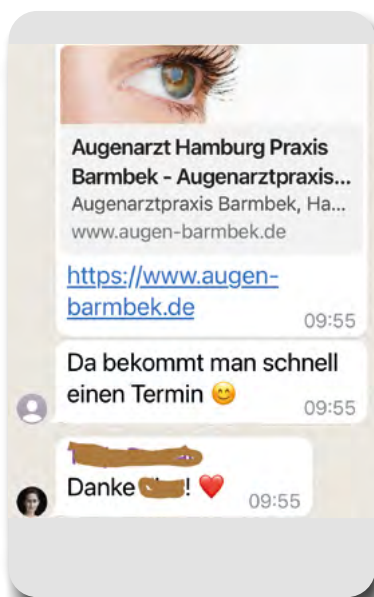 Augenarzt Hamburg Praxis
Barmbek - Augenarztpraxis...
Augenarztpraxis Barmbek, Ha...
www.augen-barmbek.de
https://www.augen-
barmbek.de
09:55
Da bekommt man schnell
einen Termin 😊
09:55
Danke ! ❤️
09:55